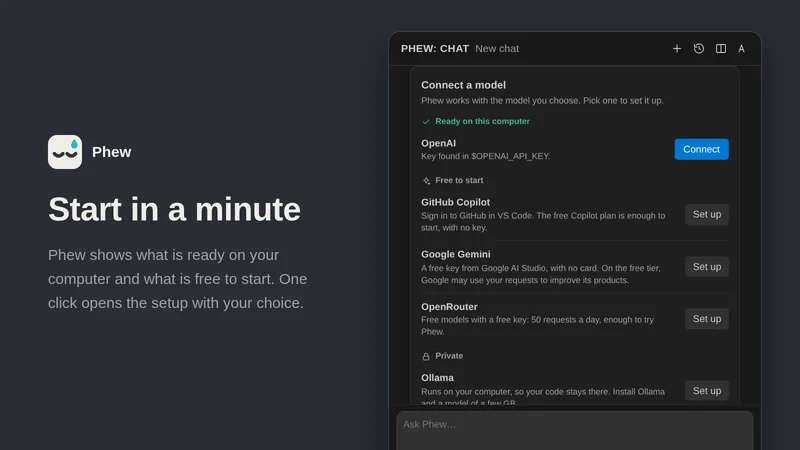 Phew
Start in a minute
Phew shows what is ready on your
computer and what is free to start. One
click opens the setup with your choice.
PHEW: CHAT New chat
Connect a model
Phew works with the model you choose. Pick one to set it up.
Ready on this computer
OpenAI
Key found in $OPENAI_API_KEY.
Connect
Free to start
GitHub Copilot
Sign in to GitHub in VS Code. The free Copilot plan is enough to
start, with no key.
Set up
Google Gemini
A free key from Google AI Studio, with no card. On the free tier,
Google may use your requests to improve its products.
Set up
OpenRouter
Free models with a free key: 50 requests a day, enough to try
Phew.
Set up
Private
Ollama
Runs on your computer, so your code stays there. Install Ollama
and a model of a few GB.
Set up
Ask Phew…